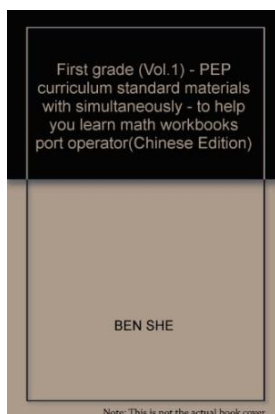 First grade (Vol.1) - PEP
curriculum standard materials
with simultaneously - to help
you learn math workbooks
port operator(Chinese Edition)
BEN SHE
Note: This is not the actual book cover